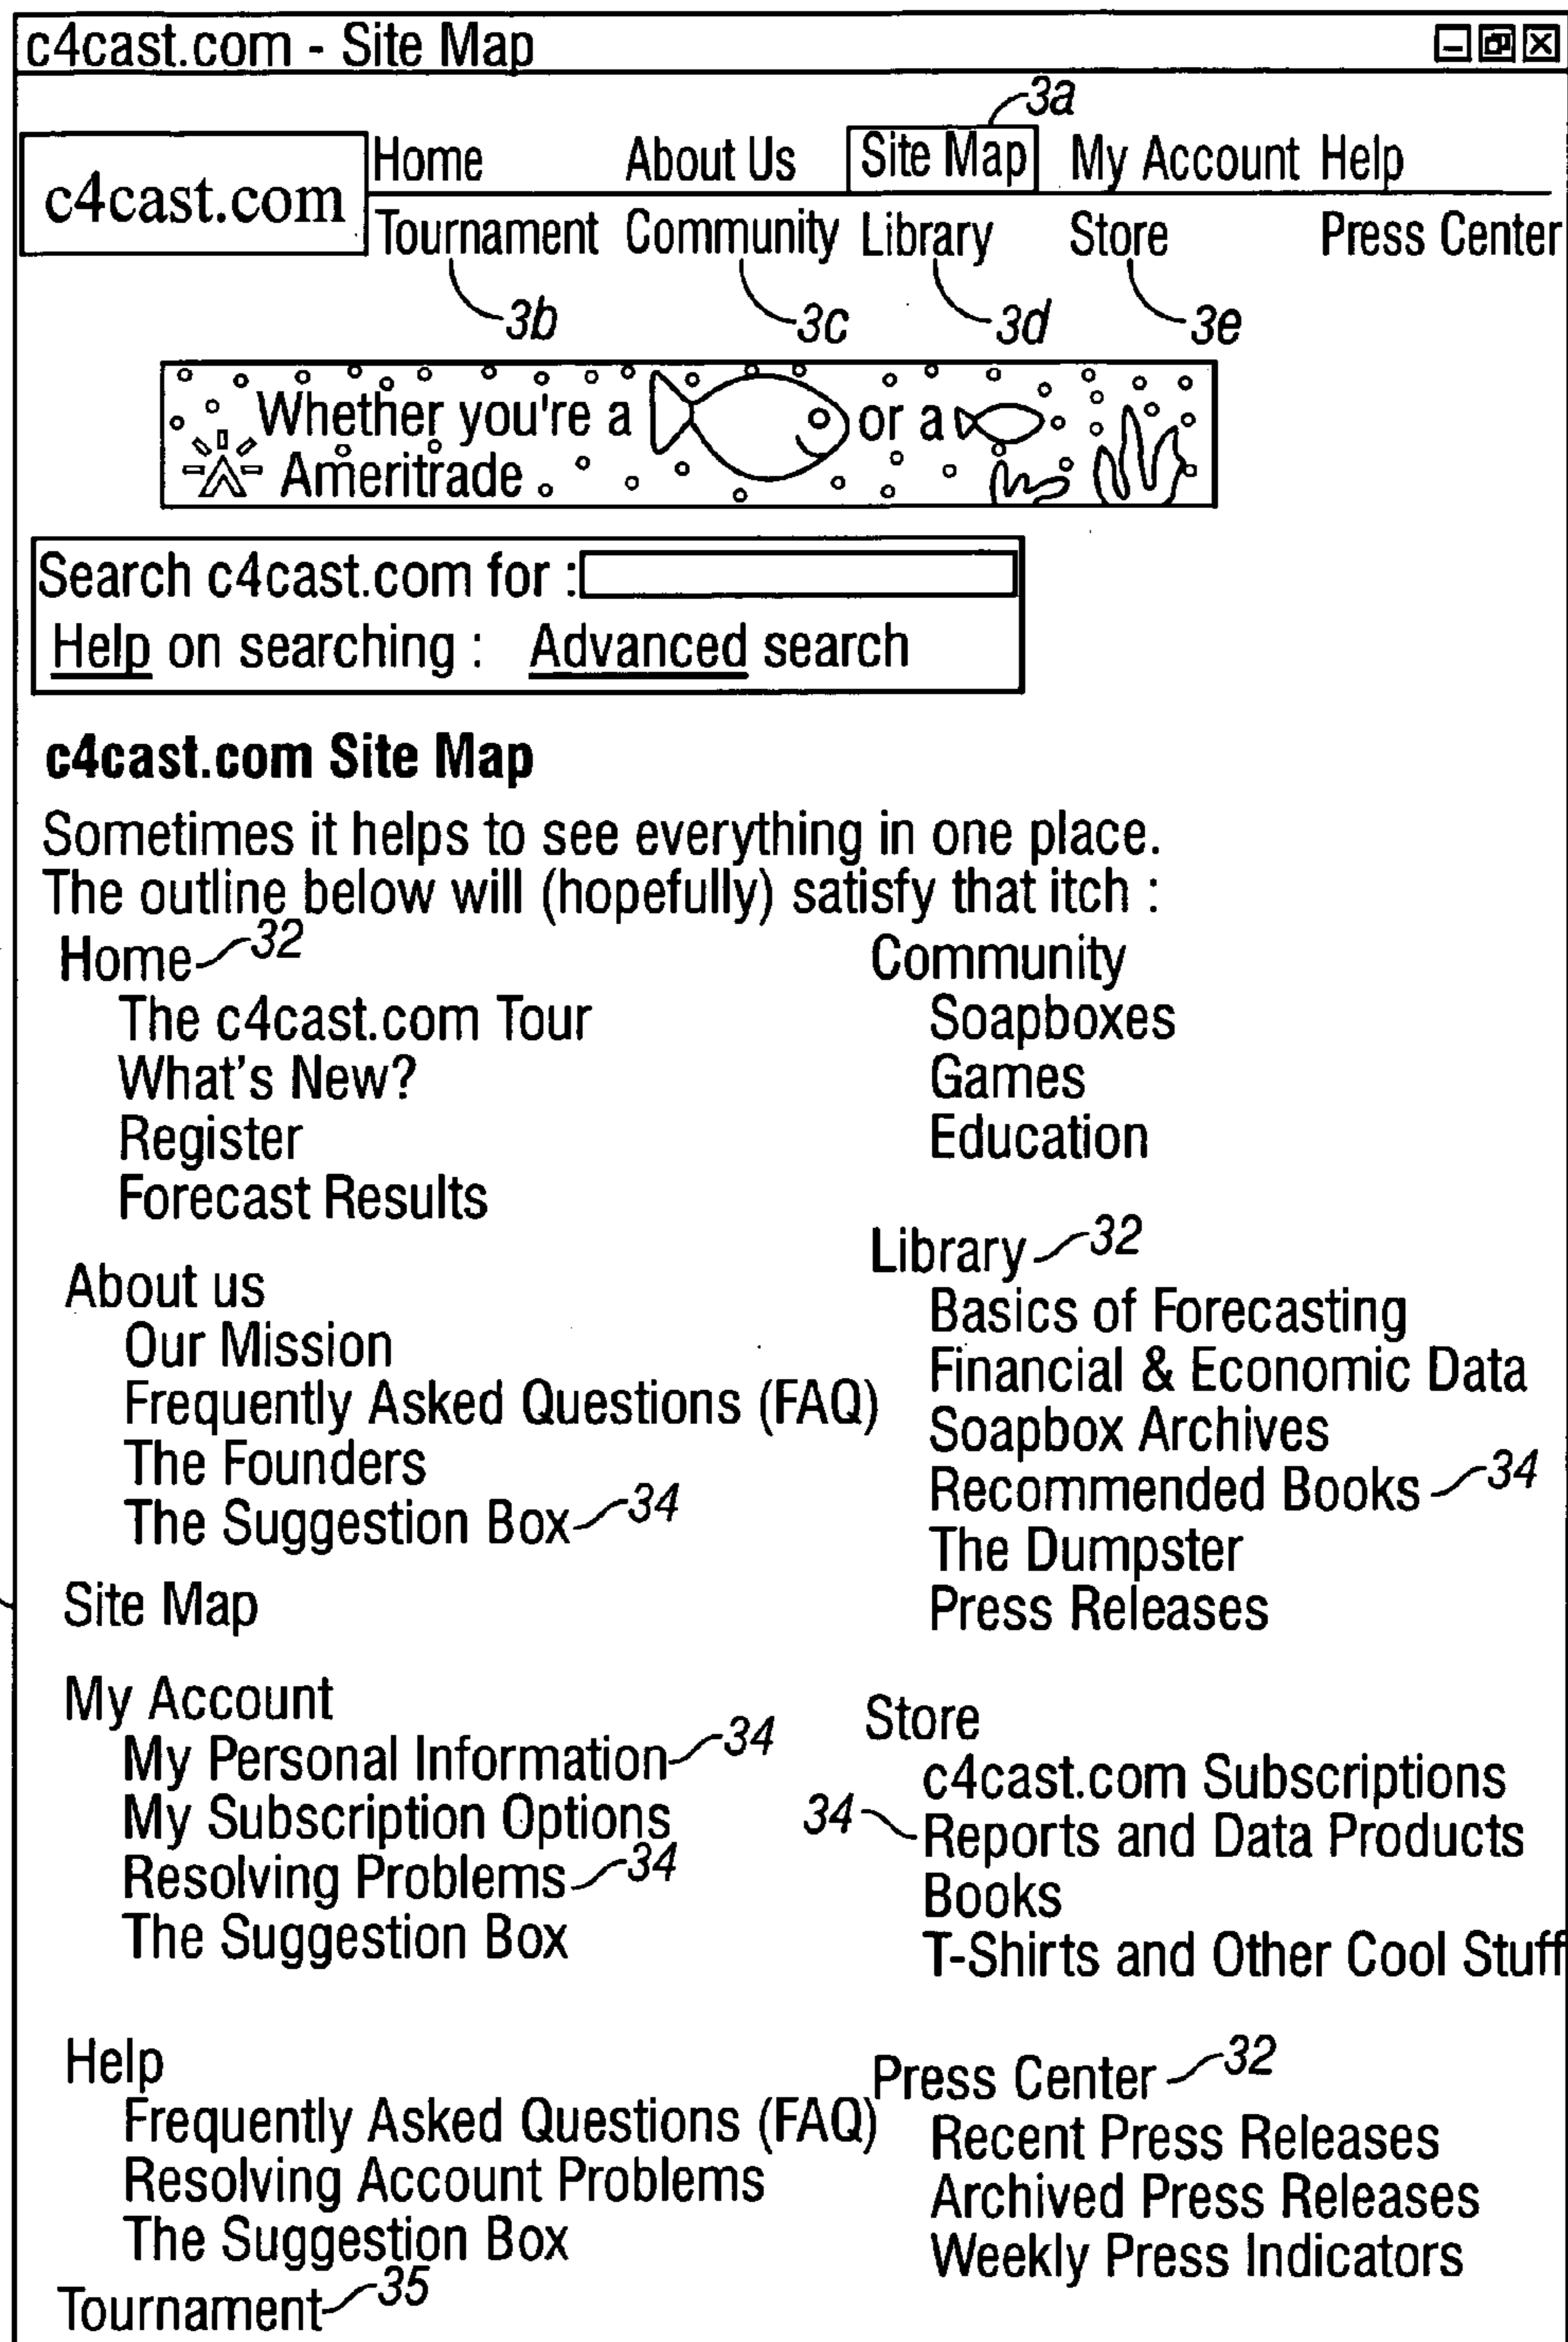 c4cast.com - Site Map
3a
c4cast.com
Home About Us Site Map My Account Help
Tournament Community Library Store Press Center
3b 3c 3d 3e
Whether you're a or a
Ameritrade
Search c4cast.com for :
Help on searching : Advanced search
c4cast.com Site Map
Sometimes it helps to see everything in one place.
The outline below will (hopefully) satisfy that itch :
Home 32
The c4cast.com Tour
What's New?
Register
Forecast Results
About us
Our Mission
Frequently Asked Questions (FAQ)
The Founders
The Suggestion Box 34
Site Map
My Account
My Personal Information 34
My Subscription Options
Resolving Problems 34
The Suggestion Box
Help
Frequently Asked Questions (FAQ)
Resolving Account Problems
The Suggestion Box
Tournament 35
Community
Soapboxes
Games
Education
Library 32
Basics of Forecasting
Financial & Economic Data
Soapbox Archives
Recommended Books 34
The Dumpster
Press Releases
Store
c4cast.com Subscriptions
34 Reports and Data Products
Books
T-Shirts and Other Cool Stuff
Press Center 32
Recent Press Releases
Archived Press Releases
Weekly Press Indicators